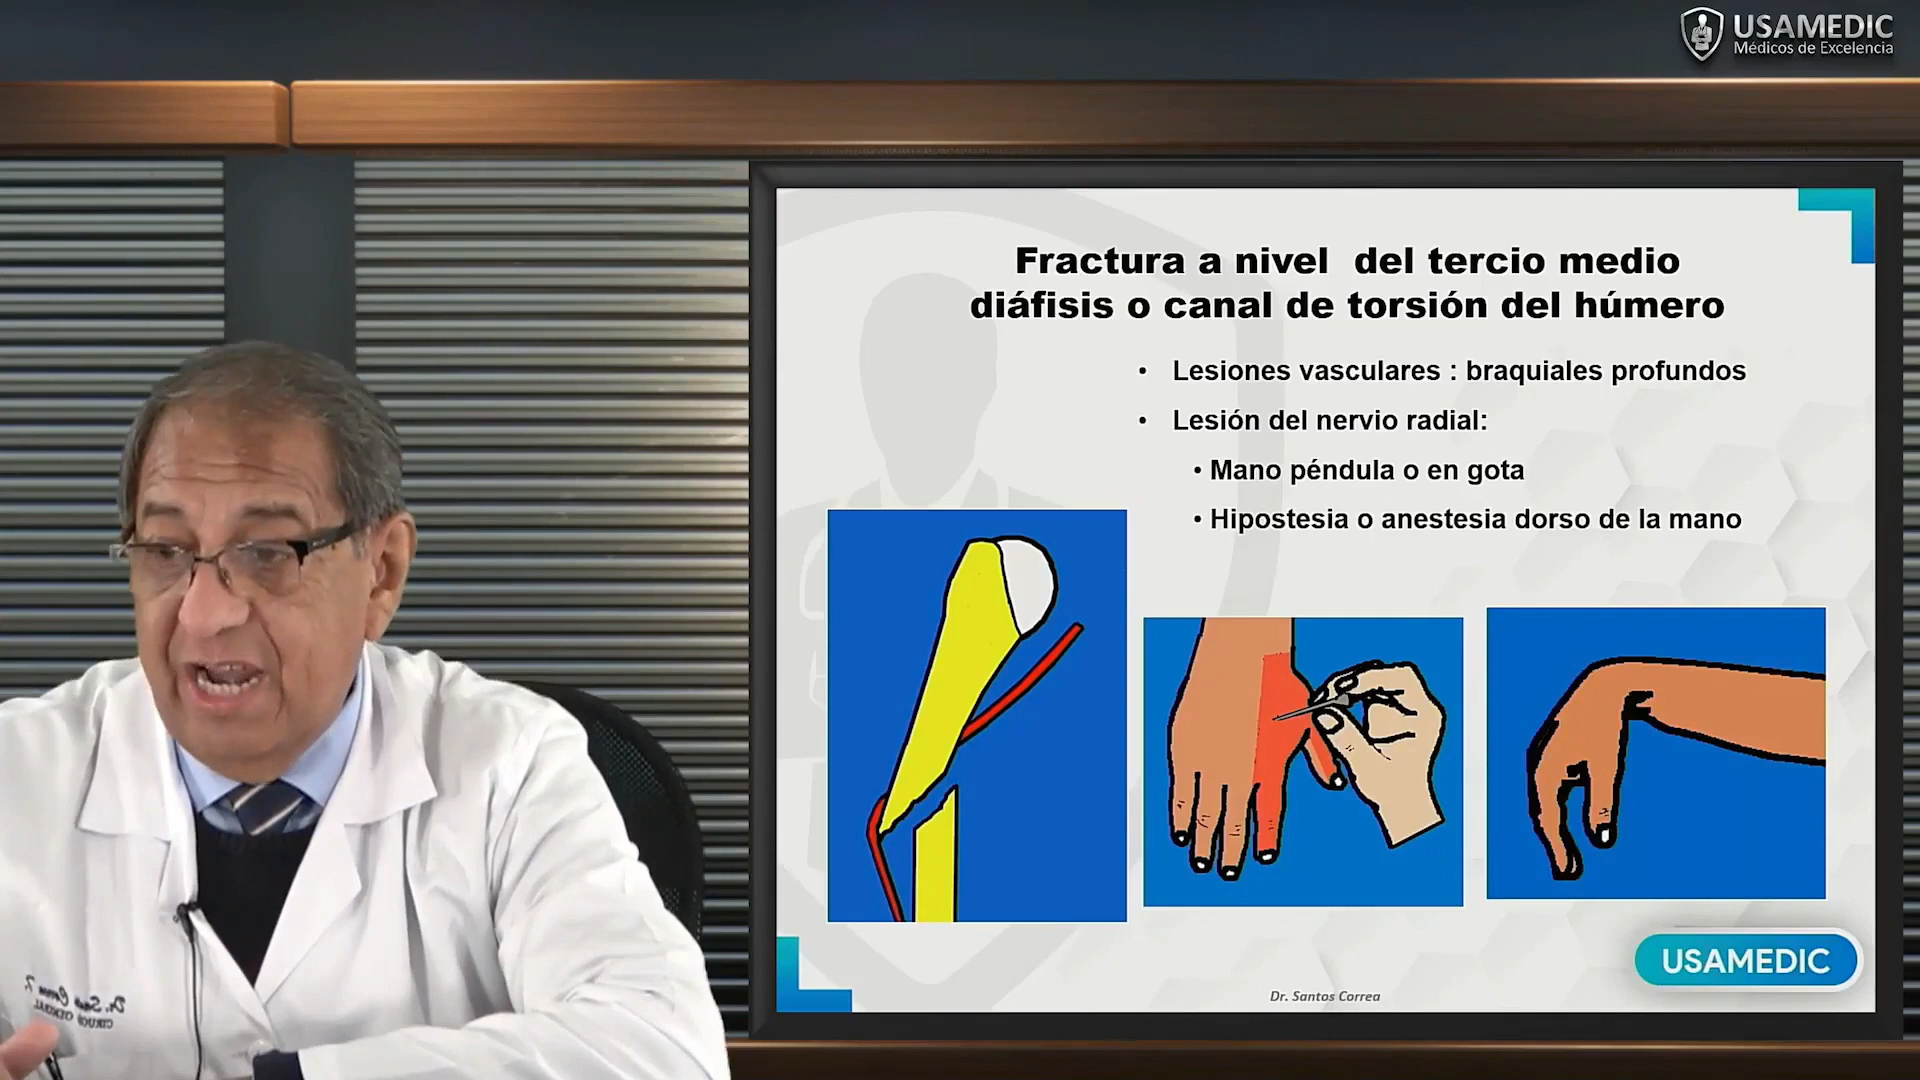 USAMEDIC
Médicos de Excelencia
Fractura a nivel del tercio medio
diáfisis o canal de torsión del húmero
• Lesiones vasculares : braquiales profundos
• Lesión del nervio radial:
• Mano péndula o en gota
• Hipostesia o anestesia dorso de la mano
USAMEDIC
Dr. Santos Correa